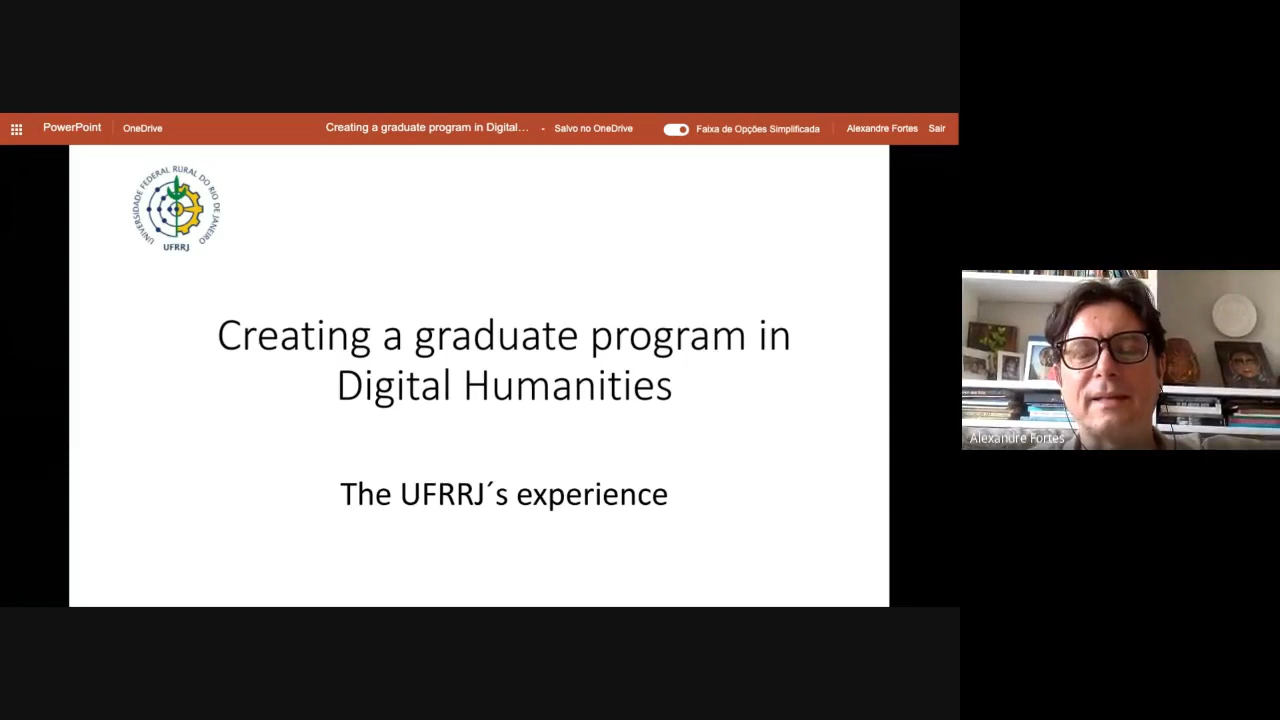 PowerPoint
OneDrive
Creating a graduate program in Digital…
- Salvo no OneDrive
Faixa de Opções Simplificada
Alexandre Fortes
Sair
UNIVERSIDADE FEDERAL RURAL DO RIO DE JANEIRO
UFRRJ
Creating a graduate program in
Digital Humanities
The UFRRJ´s experience
Alexandre Fortes